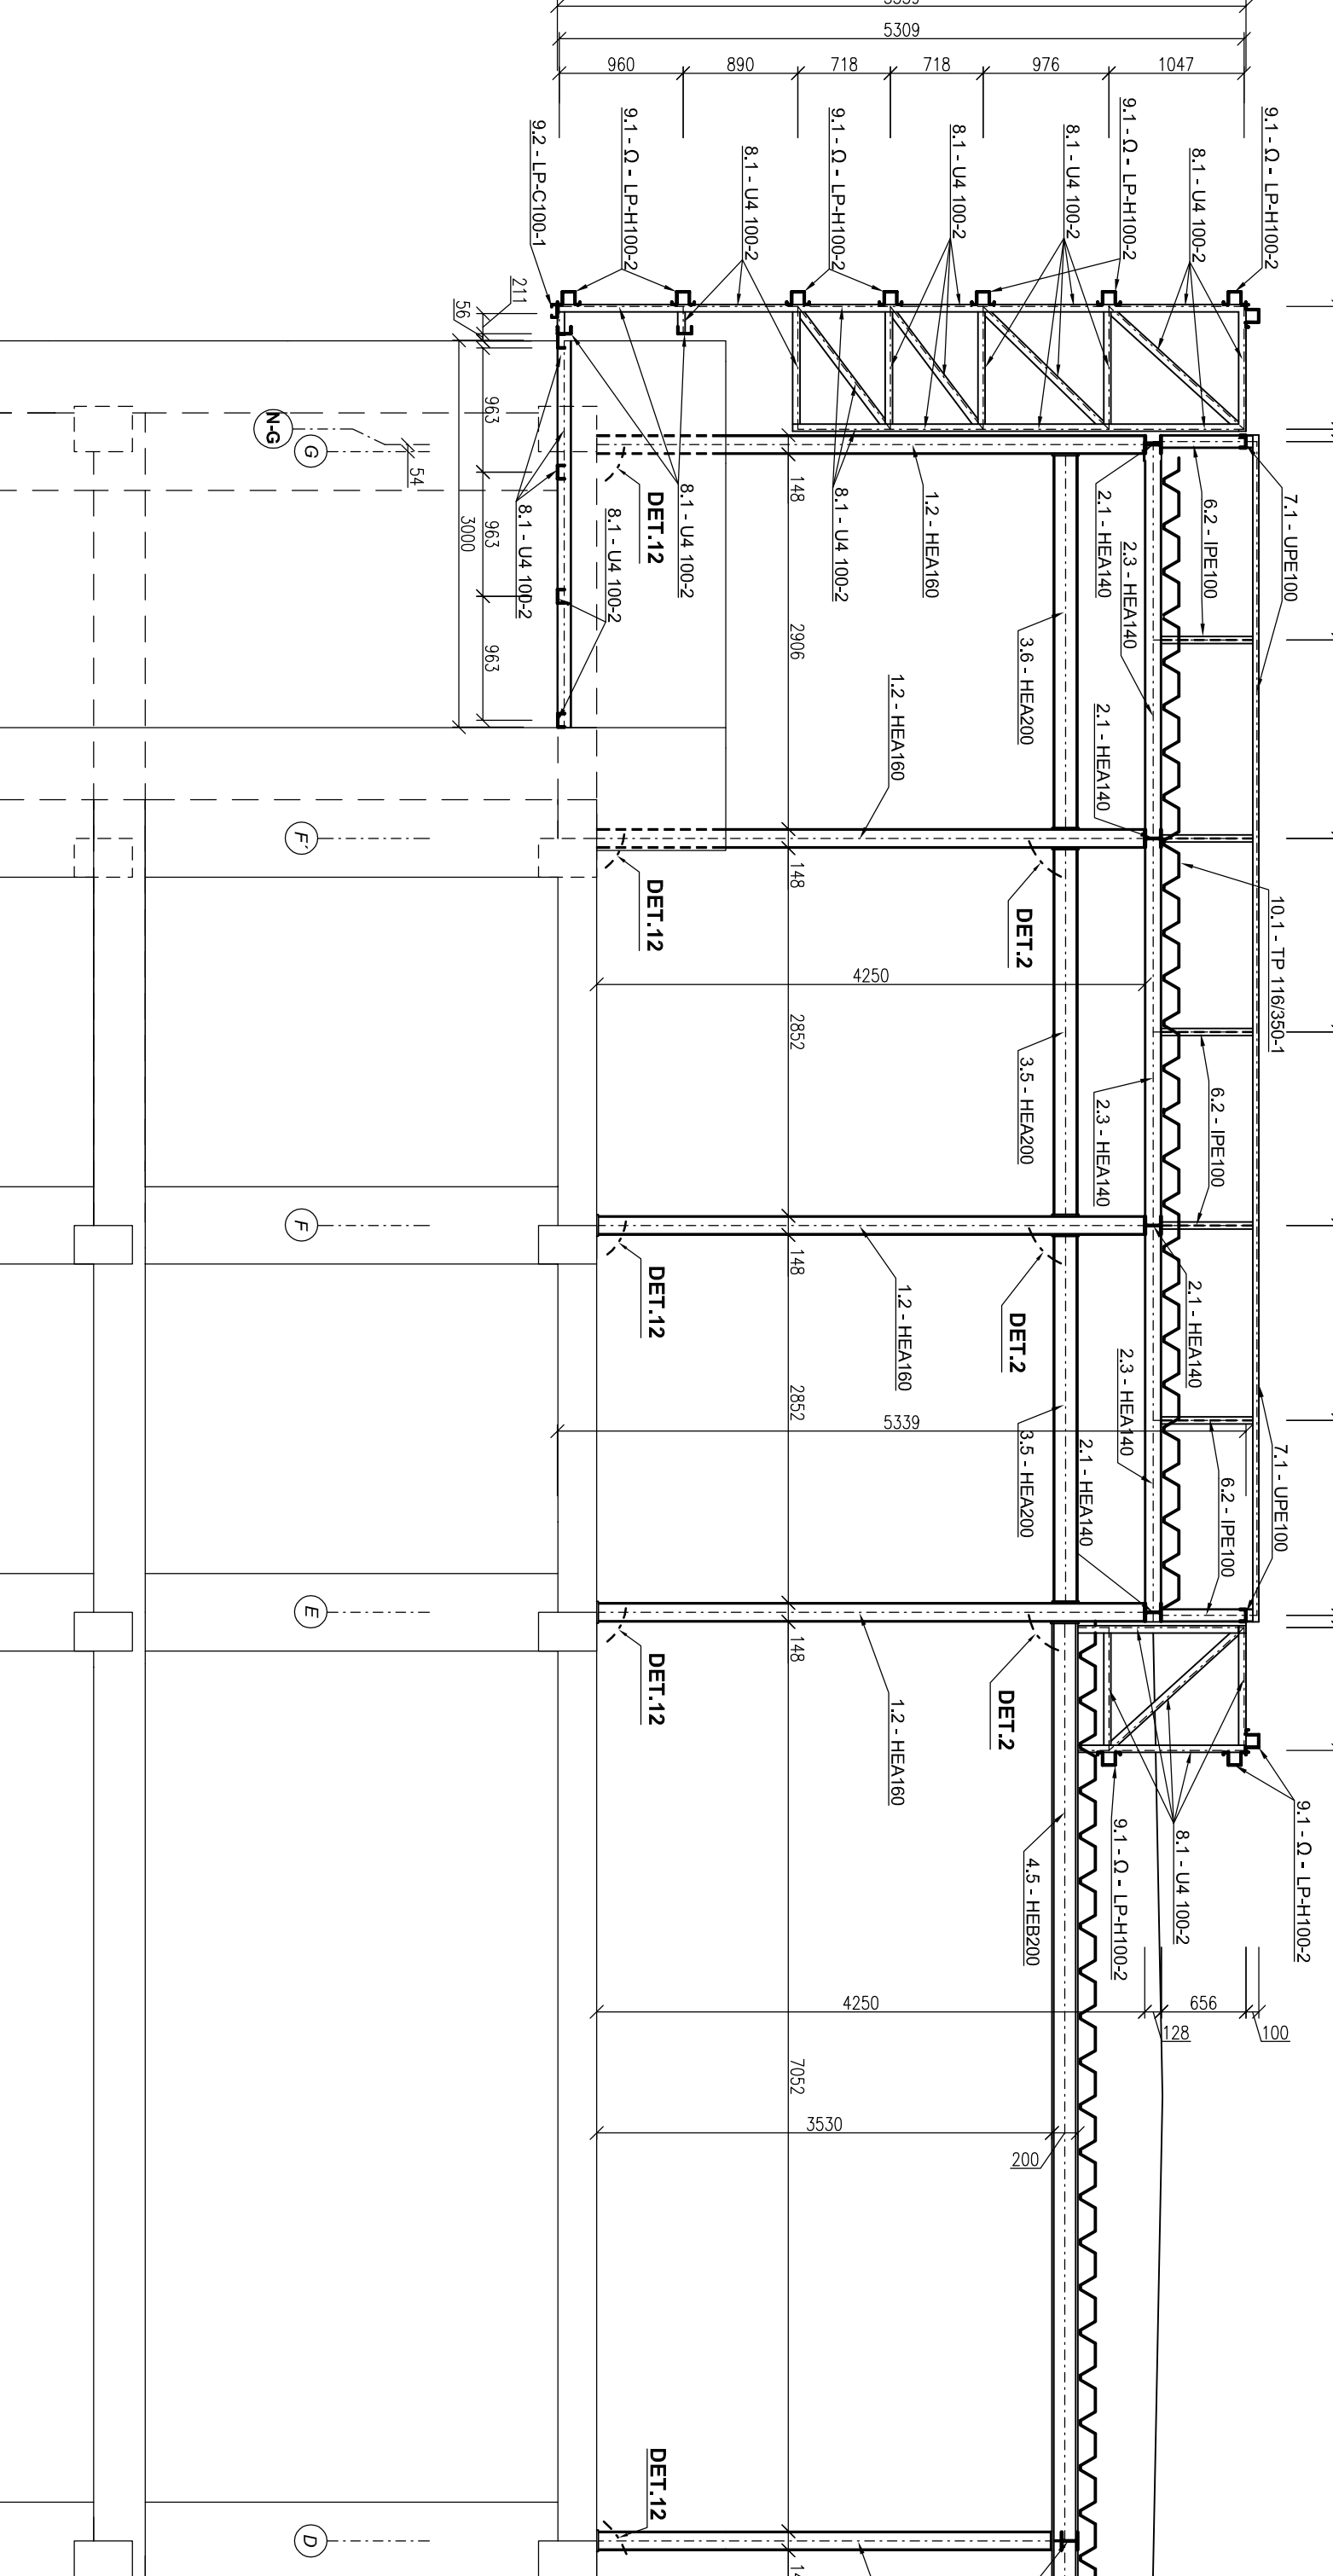 5309
960
890
718
718
976
1047
9.2 - LP-C100-1
9.1 - Ω - LP-H100-2
8.1 - U4 100-2
9.1 - Ω - LP-H100-2
8.1 - U4 100-2
8.1 - U4 100-2
9.1 - Ω - LP-H100-2
8.1 - U4 100-2
9.1 - Ω - LP-H100-2
211
56
963
963
963
3000
N-G
G
54
8.1 - U4 100-2
8.1 - U4 100-2
DET.12
8.1 - U4 100-2
148
8.1 - U4 100-2
1.2 - HEA160
2.1 - HEA140
2.3 - HEA140
6.2 - IPE100
7.1 - UPE100
2906
3.6 - HEA200
1.2 - HEA160
2.1 - HEA140
F'
148
DET.12
DET.2
10.1 - TP 116/350-1
4250
2852
3.5 - HEA200
2.3 - HEA140
6.2 - IPE100
F
148
DET.12
1.2 - HEA160
DET.2
2.1 - HEA140
2.3 - HEA140
2852
5339
3.5 - HEA200
2.1 - HEA140
6.2 - IPE100
7.1 - UPE100
E
148
DET.12
1.2 - HEA160
DET.2
4.5 - HEB200
9.1 - Ω - LP-H100-2
8.1 - U4 100-2
9.1 - Ω - LP-H100-2
4250
128
656
100
7052
3530
200
DET.12
D